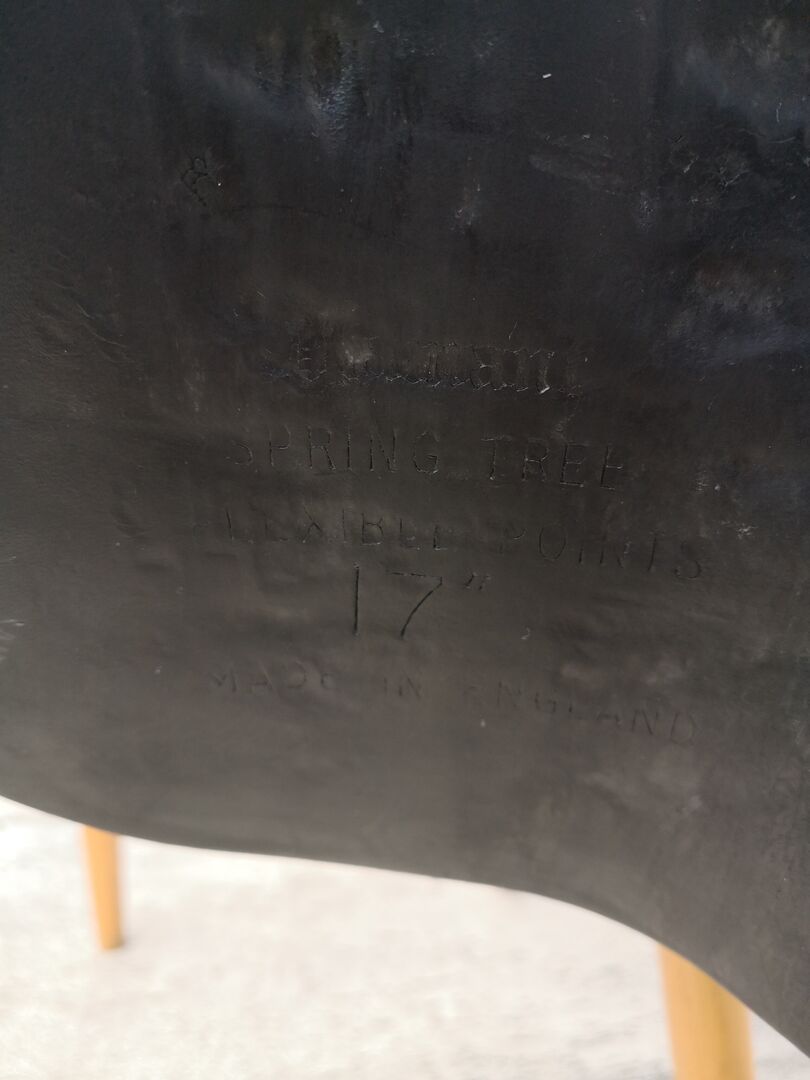 SPRING TREE
FLEXIBLE POINTS
17"
MADE IN ENGLAND